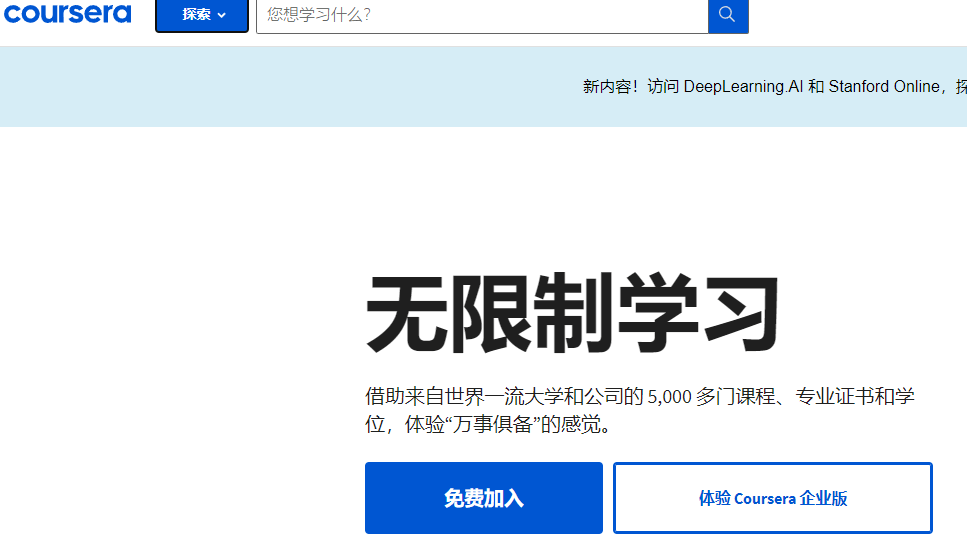 coursera
探索
您想学习什么？
新内容！访问 DeepLearning.AI 和 Stanford Online，探
无限制学习
借助来自世界一流大学和公司的 5,000 多门课程、专业证书和学
位，体验“万事俱备”的感觉。
免费加入
体验 Coursera 企业版